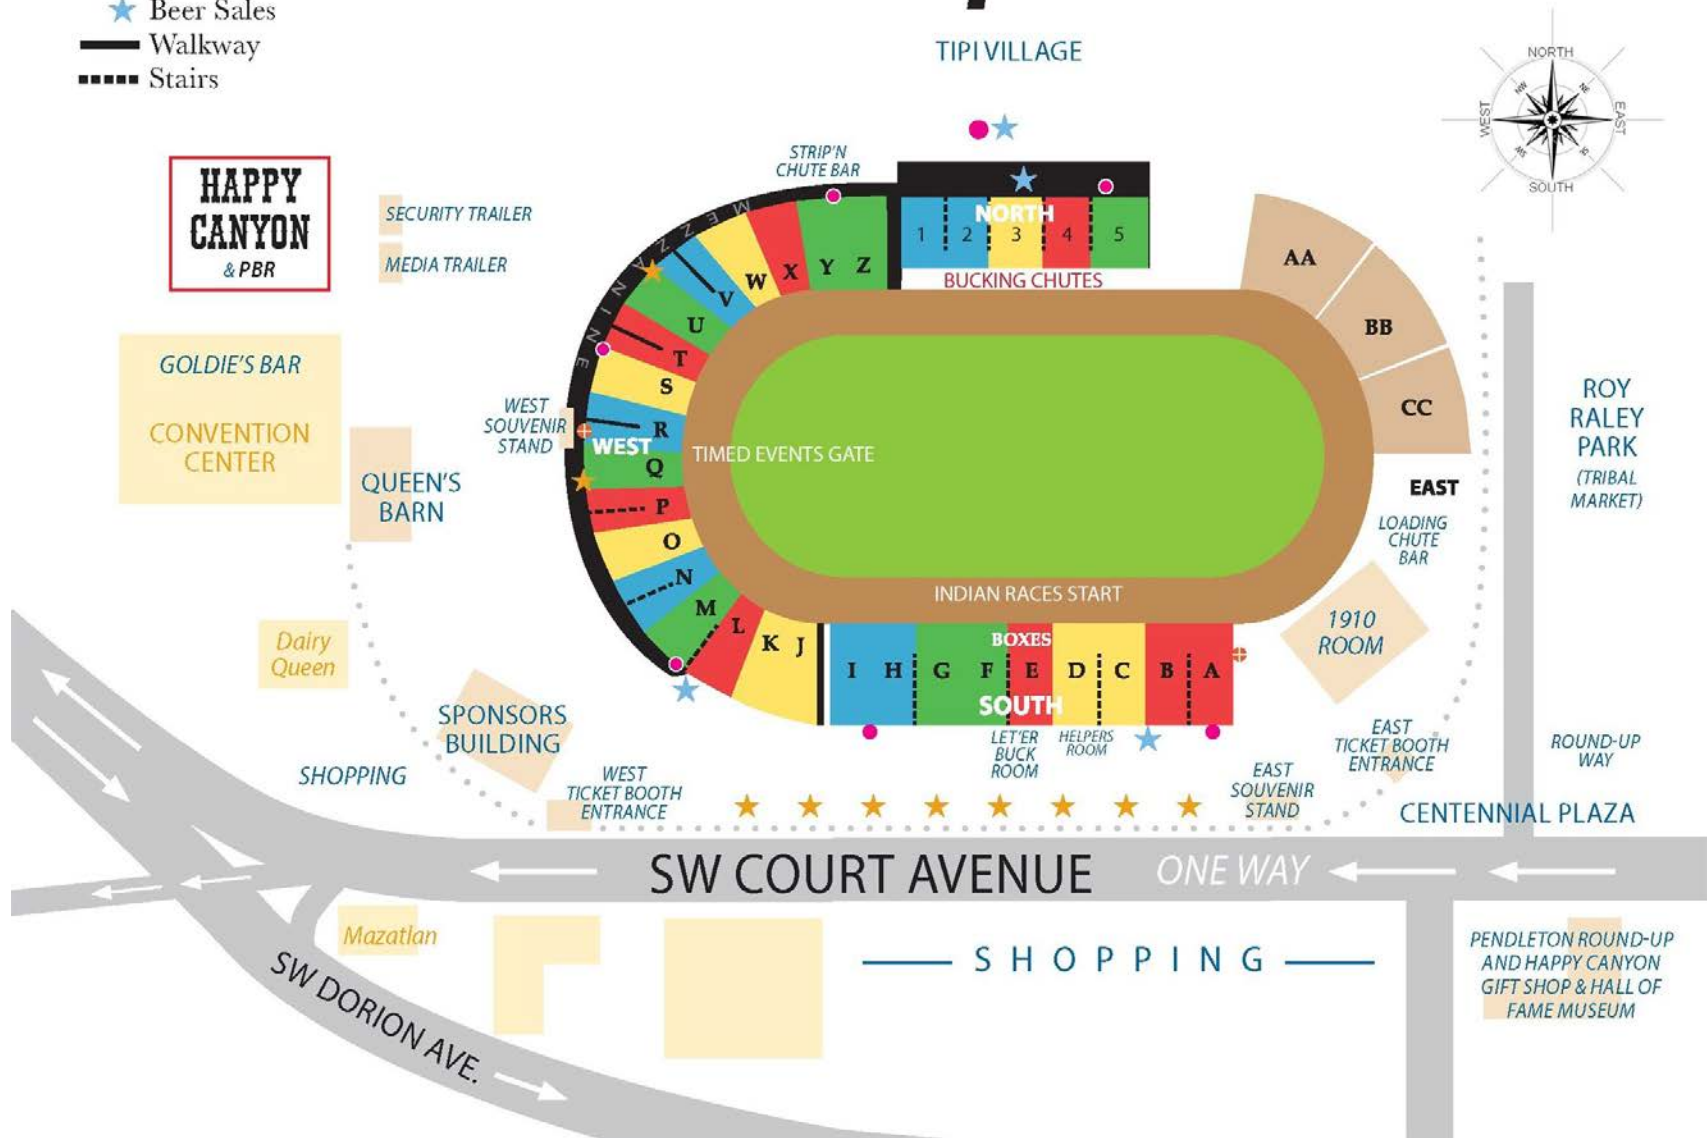 Beer Sales
Walkway
Stairs
TIPI VILLAGE
NORTH
NW
NE
WEST
EAST
SW
SE
SOUTH
HAPPY
CANYON
& PBR
SECURITY TRAILER
MEDIA TRAILER
STRIP'N
CHUTE BAR
MEZZANINE
NORTH
1
2
3
4
5
BUCKING CHUTES
Z
Y
X
W
V
U
T
S
R
Q
P
O
N
M
L
K
J
WEST
TIMED EVENTS GATE
AA
BB
CC
EAST
LOADING
CHUTE
BAR
ROY
RALEY
PARK
(TRIBAL
MARKET)
GOLDIE'S BAR
CONVENTION
CENTER
QUEEN'S
BARN
WEST
SOUVENIR
STAND
INDIAN RACES START
BOXES
I H G F E D C B A
SOUTH
LET'ER
BUCK
ROOM
HELPERS
ROOM
1910
ROOM
Dairy
Queen
SPONSORS
BUILDING
SHOPPING
WEST
TICKET BOOTH
ENTRANCE
EAST
SOUVENIR
STAND
EAST
TICKET BOOTH
ENTRANCE
ROUND-UP
WAY
CENTENNIAL PLAZA
SW COURT AVENUE
ONE WAY
Mazatlan
SW DORION AVE.
SHOPPING
PENDLETON ROUND-UP
AND HAPPY CANYON
GIFT SHOP & HALL OF
FAME MUSEUM